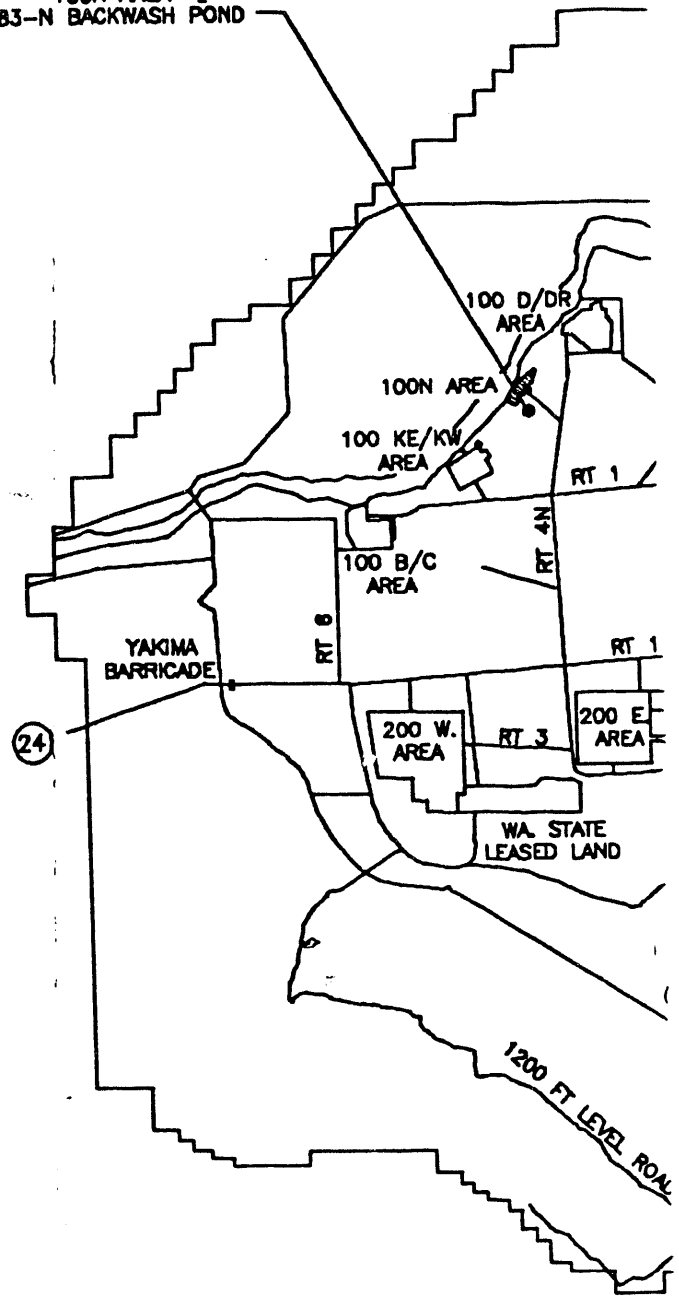 83-N BACKWASH POND
100 D/DR
AREA
100N AREA
100 KE/KW
AREA
RT 1
RT 4N
100 B/C
AREA
RT 6
YAKIMA
BARRICADE
RT 1
24
200 W.
AREA
RT 3
200 E.
AREA
WA. STATE
LEASED LAND
1200 FT LEVEL ROAD